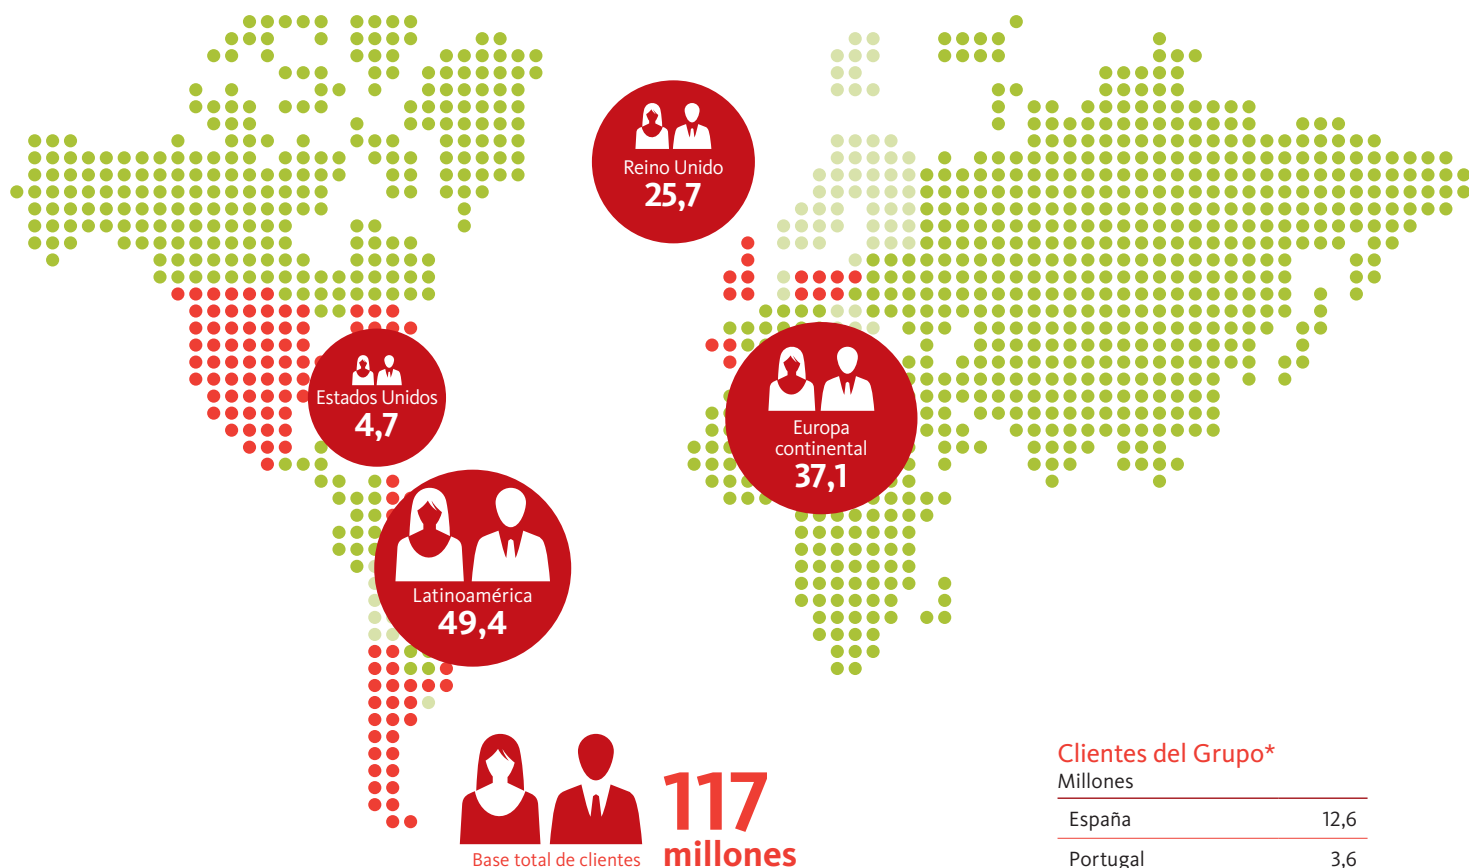 Reino Unido
25,7
Estados Unidos
4,7
Europa
continental
37,1
Latinoamérica
49,4
Base total de clientes
117
millones
Clientes del Grupo*
Millones
España 12,6
Portugal 3,6